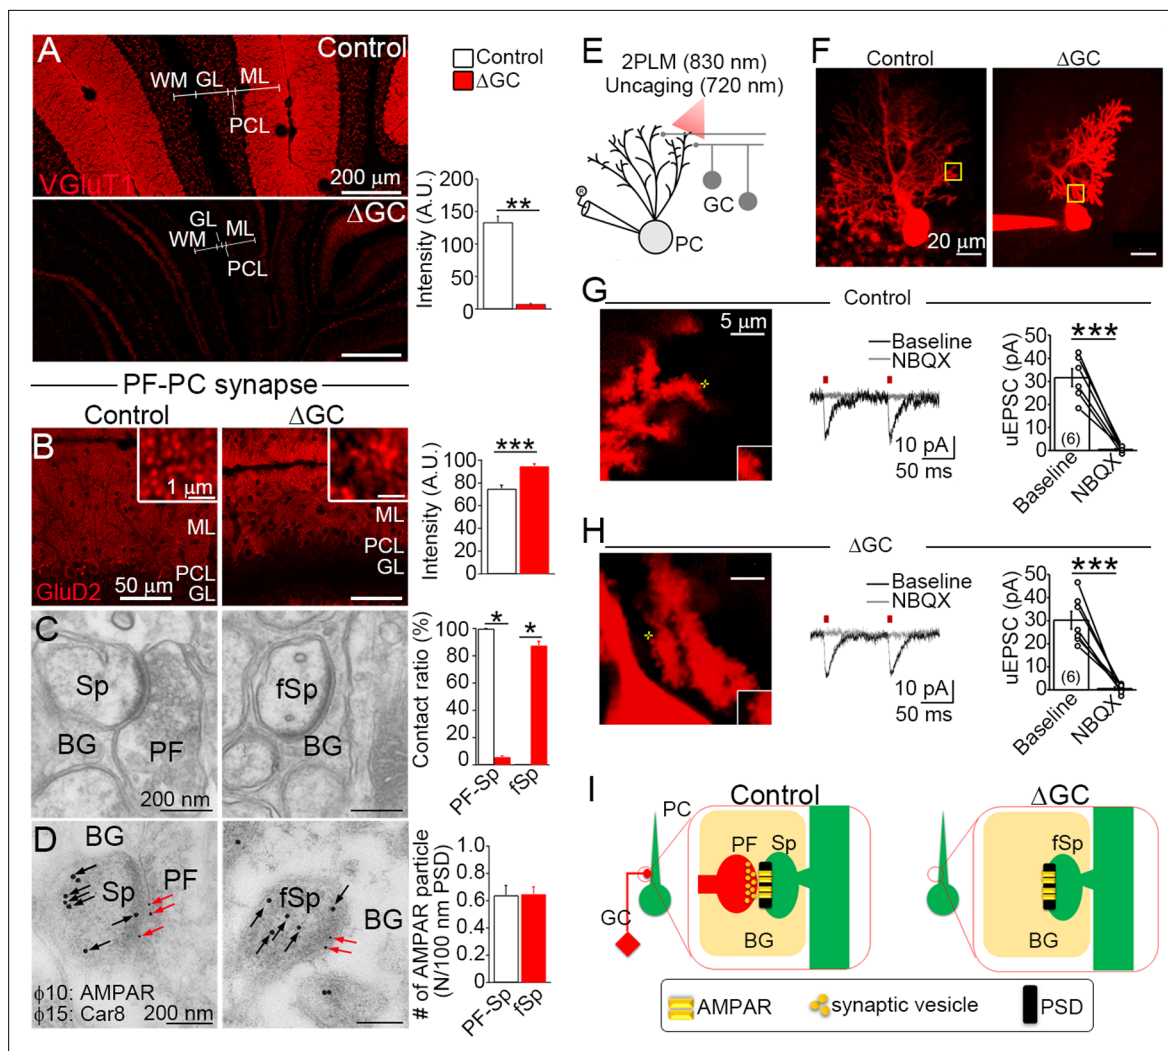 A
Control
WM GL ML
PCL
VGluT1
200 μm
ΔGC
GL
WM ML
PCL
Control
ΔGC
Intensity (A.U.)
200
150
100
50
0
**
PF-PC synapse
Control
ΔGC
B
1 μm
ML
PCL
GL
GluD2
50 μm
ML
PCL
GL
Intensity (A.U.)
100
80
60
40
20
0
***
C
Sp
BG
PF
200 nm
fSp
BG
Contact ratio (%)
100
80
60
40
20
0
*
*
PF-Sp
fSp
D
BG
Sp
PF
ϕ10: AMPAR
ϕ15: Car8
200 nm
fSp
BG
# of AMPAR particle
(N/100 nm PSD)
1.0
0.8
0.6
0.4
0.2
0.0
PF-Sp
fSp
E
2PLM (830 nm)
Uncaging (720 nm)
R
GC
PC
F
Control
ΔGC
20 μm
G
Control
5 μm
Baseline
NBQX
10 pA
50 ms
uEPSC (pA)
50
40
30
20
10
0
***
(6)
Baseline
NBQX
H
ΔGC
Baseline
NBQX
10 pA
50 ms
uEPSC (pA)
50
40
30
20
10
0
***
(6)
Baseline
NBQX
I
Control
ΔGC
PC
PF
Sp
GC
BG
fSp
BG
AMPAR
synaptic vesicle
PSD